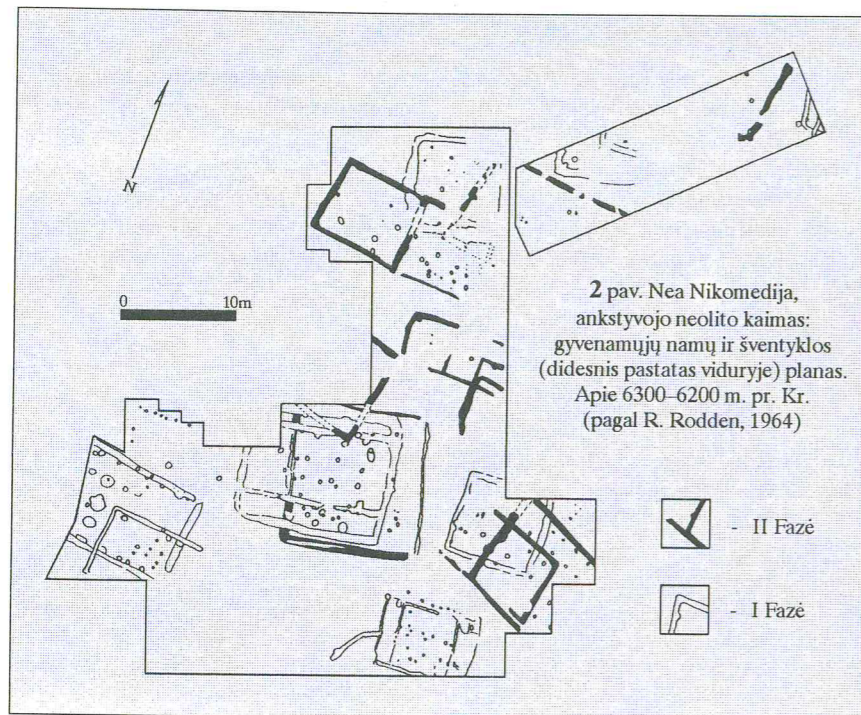 N
0 10m
2 pav. Nea Nikomedija,
ankstyvojo neolito kaimas:
gyvenamųjų namų ir šventyklos
(didesnis pastatas viduryje) planas.
Apie 6300–6200 m. pr. Kr.
(pagal R. Rodden, 1964)
- II Fazė
- I Fazė